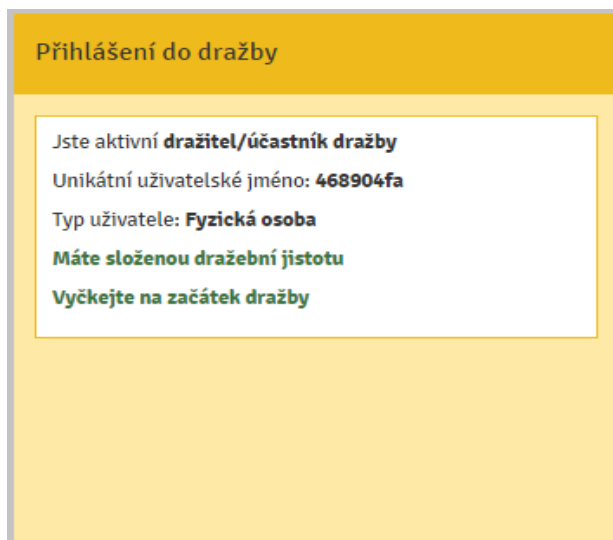 Přihlášení do dražby
Jste aktivní dražitel/účastník dražby
Unikátní uživatelské jméno: 468904fa
Typ uživatele: Fyzická osoba
Máte složenou dražební jistotu
Vyčkejte na začátek dražby